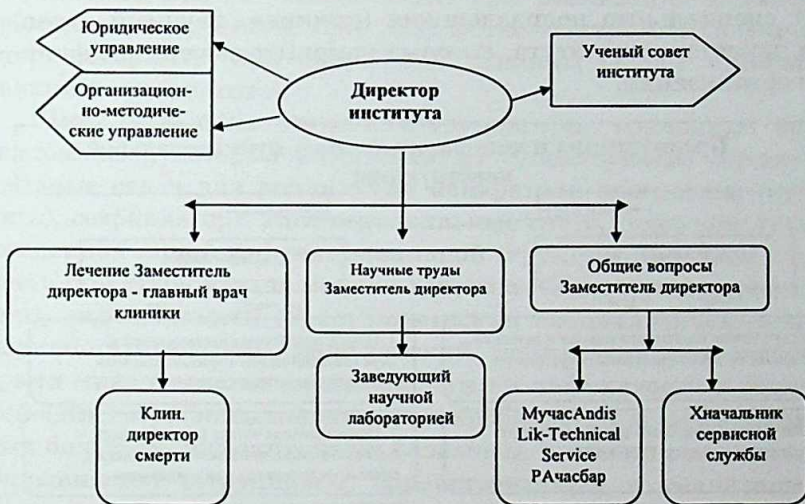 Юридическое
управление
Организацион-
но-методиче-
ские управление
Директор
института
Ученый совет
института
Лечение Заместитель
директора - главный врач
клиники
Научные труды
Заместитель директора
Общие вопросы
Заместитель директора
Клин.
директор
смерти
Заведующий
научной
лабораторией
МучасAndis
Lik-Technical
Service
РАчасбар
Хначальник
сервисной
службы